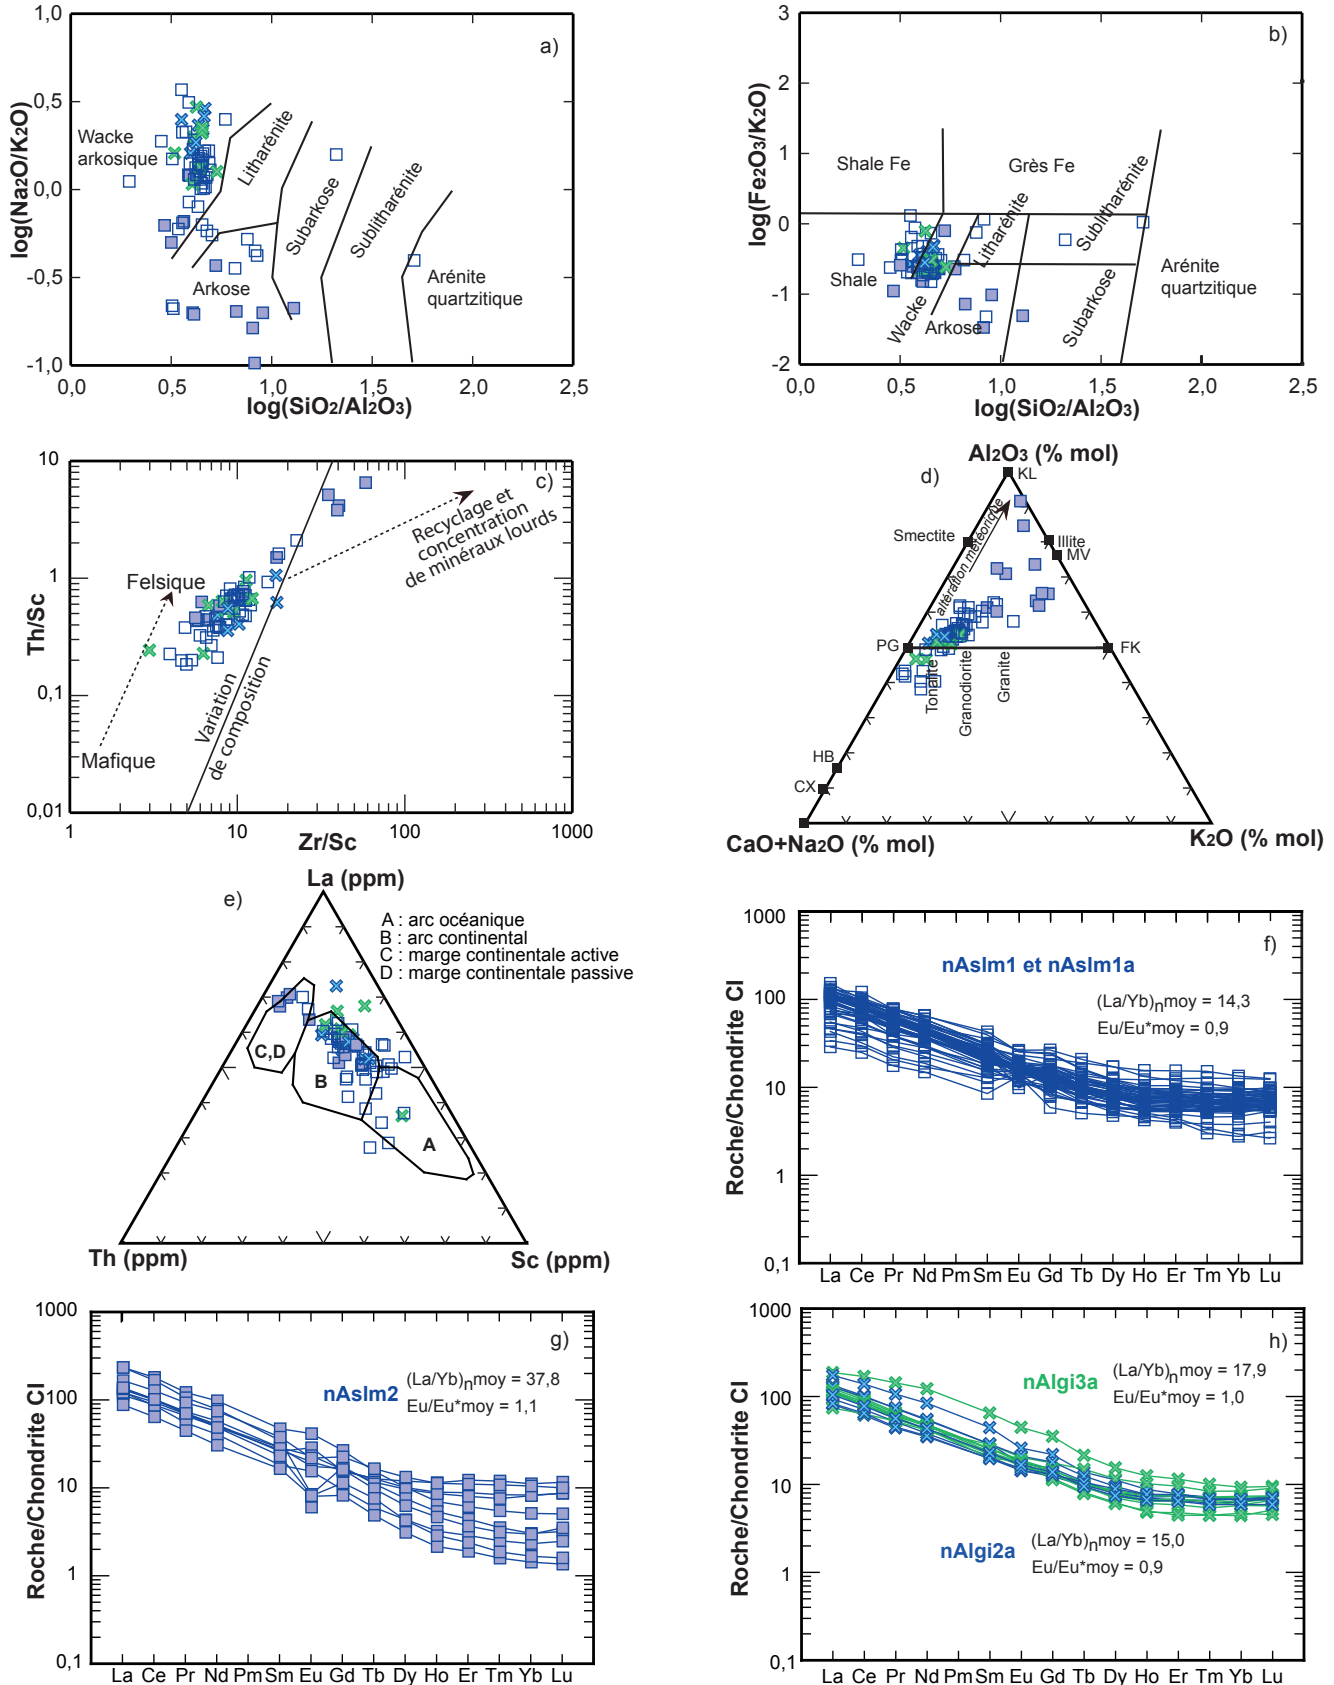 a)
log(Na2O/K2O)
1,0
0,5
0,0
-0,5
-1,0
Wacke
arkosique
Litharénite
Subarkose
Sublitharénite
Arkose
Arénite
quartzitique
0,0 0,5 1,0 1,5 2,0 2,5
log(SiO2/Al2O3)
b)
log(Fe2O3/K2O)
3
2
1
0
-1
-2
Shale Fe
Grès Fe
Shale
Wacke
Litharénite
Arkose
Sublitharénite
Subarkose
Arénite
quartzitique
0,0 0,5 1,0 1,5 2,0 2,5
log(SiO2/Al2O3)
c)
Th/Sc
10
1
0,1
0,01
Felsique
Mafique
Variation
de composition
Recyclage et
concentration
de minéraux lourds
1 10 100 1000
Zr/Sc
d)
Al2O3 (% mol)
KL
Smectite
altération météorique
Illite
MV
PG
FK
Tonalite
Granodiorite
Granite
HB
CX
CaO+Na2O (% mol)
K2O (% mol)
e)
La (ppm)
A : arc océanique
B : arc continental
C : marge continentale active
D : marge continentale passive
C,D
B
A
Th (ppm)
Sc (ppm)
f)
Roche/Chondrite CI
1000
100
10
1
0,1
nAslm1 et nAslm1a
(La/Yb)nmoy = 14,3
Eu/Eu*moy = 0,9
La Ce Pr Nd Pm Sm Eu Gd Tb Dy Ho Er Tm Yb Lu
g)
Roche/Chondrite CI
1000
100
10
1
0,1
nAslm2
(La/Yb)nmoy = 37,8
Eu/Eu*moy = 1,1
La Ce Pr Nd Pm Sm Eu Gd Tb Dy Ho Er Tm Yb Lu
h)
Roche/Chondrite CI
1000
100
10
1
0,1
nAlgi3a
(La/Yb)nmoy = 17,9
Eu/Eu*moy = 1,0
nAlgi2a
(La/Yb)nmoy = 15,0
Eu/Eu*moy = 0,9
La Ce Pr Nd Pm Sm Eu Gd Tb Dy Ho Er Tm Yb Lu